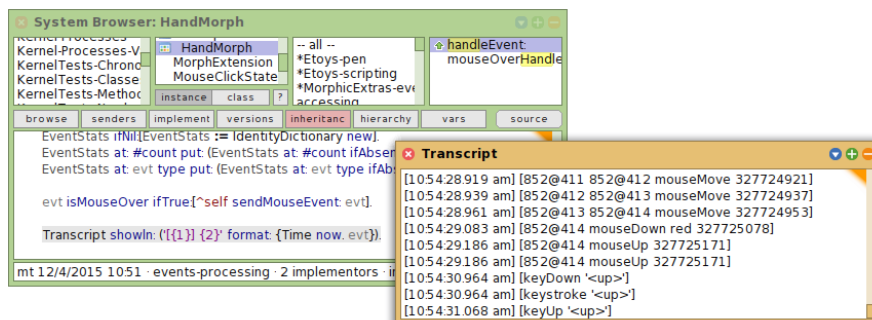 System Browser: HandMorph
Kernel-Processes-V
KernelTests-Chrono
KernelTests-Classe
KernelTests-Method
HandMorph
MorphExtension
MouseClickState
instance class ?
-- all --
*Etoys-pen
*Etoys-scripting
*MorphicExtras-eve
accessing
handleEvent:
mouseOverHandle
browse senders implement versions inheritanc hierarchy vars source
EventStats ifNil:[EventStats := IdentityDictionary new].
EventStats at: #count put: (EventStats at: #count ifAbsen
EventStats at: evt type put: (EventStats at: evt type ifAbs
evt isMouseOver ifTrue:[^self sendMouseEvent: evt].
Transcript showln: ('[{1}] {2}' format: {Time now. evt}).
mt 12/4/2015 10:51 · events-processing · 2 implementors · in
Transcript
[10:54:28.919 am] [852@411 852@412 mouseMove 327724921]
[10:54:28.939 am] [852@412 852@413 mouseMove 327724937]
[10:54:28.961 am] [852@413 852@414 mouseMove 327724953]
[10:54:29.083 am] [852@414 mouseDown red 327725078]
[10:54:29.186 am] [852@414 mouseUp 327725171]
[10:54:29.186 am] [852@414 mouseUp 327725171]
[10:54:30.964 am] [keyDown '<up>']
[10:54:30.964 am] [keystroke '<up>']
[10:54:31.068 am] [keyUp '<up>']